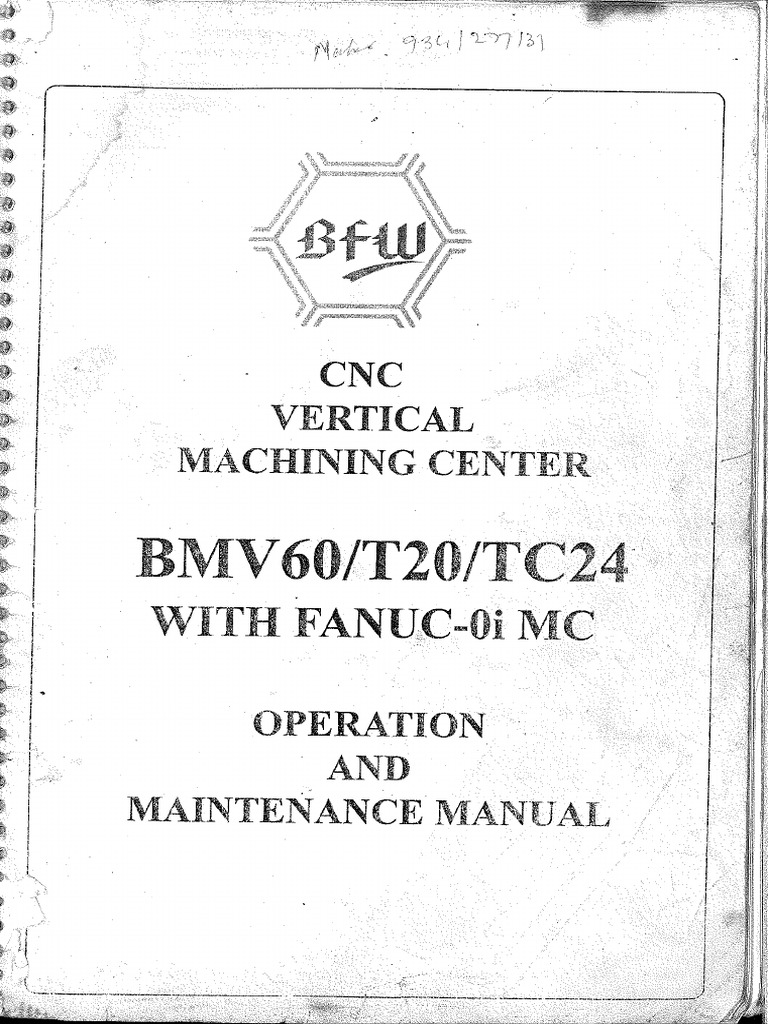 BFW
CNC
VERTICAL
MACHINING CENTER
BMV60/T20/TC24
WITH FANUC-0i MC
OPERATION
AND
MAINTENANCE MANUAL